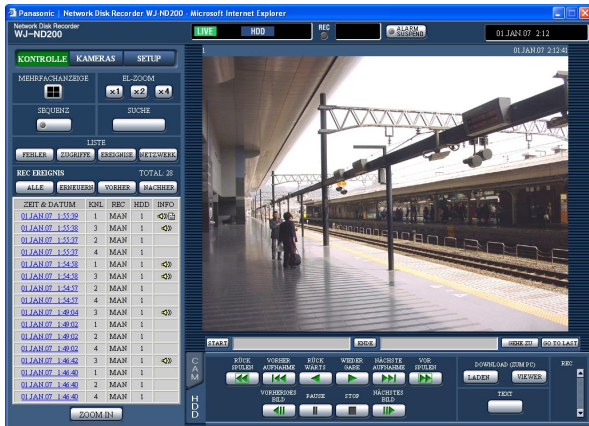 Panasonic | Network Disk Recorder WJ-ND200 - Microsoft Internet Explorer
Network Disk Recorder
WJ-ND200
LIVE HDD REC ALARM SUSPEND 01.JAN.07 2:12
KONTROLLE KAMERAS SETUP
1 01.JAN.07 2:12:41
MEHRFACHANZEIGE EL-ZOOM
×1 ×2 ×4
SEQUENZ SUCHE
LISTE
FEHLER ZUGRIFFE EREIGNISE NETZWERK
REC EREIGNIS TOTAL: 28
ALLE ERNEUERN VORHER NACHHER
ZEIT & DATUM KNL REC HDD INFO
01.JAN.07 1:55:39 1 MAN 1
01.JAN.07 1:55:38 3 MAN 1
01.JAN.07 1:55:37 2 MAN 1
01.JAN.07 1:55:37 4 MAN 1
01.JAN.07 1:54:58 1 MAN 1
01.JAN.07 1:54:58 3 MAN 1
01.JAN.07 1:54:57 2 MAN 1
01.JAN.07 1:54:57 4 MAN 1
01.JAN.07 1:49:04 3 MAN 1
01.JAN.07 1:49:02 1 MAN 1
01.JAN.07 1:49:02 2 MAN 1
01.JAN.07 1:49:02 4 MAN 1
01.JAN.07 1:46:42 3 MAN 1
01.JAN.07 1:46:40 1 MAN 1
01.JAN.07 1:46:40 2 MAN 1
01.JAN.07 1:46:40 4 MAN 1
ZOOM IN
START ENDE GEHE ZU GO TO LAST
CAM
HDD
RÜCK SPULEN VORHER AUFNAHME RÜCK WÄRTS WIEDER GABE NÄCHSTE AUFNAHME VOR SPULEN
VORHERIGES BILD PAUSE STOP NÄCHSTES BILD
DOWNLOAD (ZUM PC) REC
LADEN VIEWER
TEXT